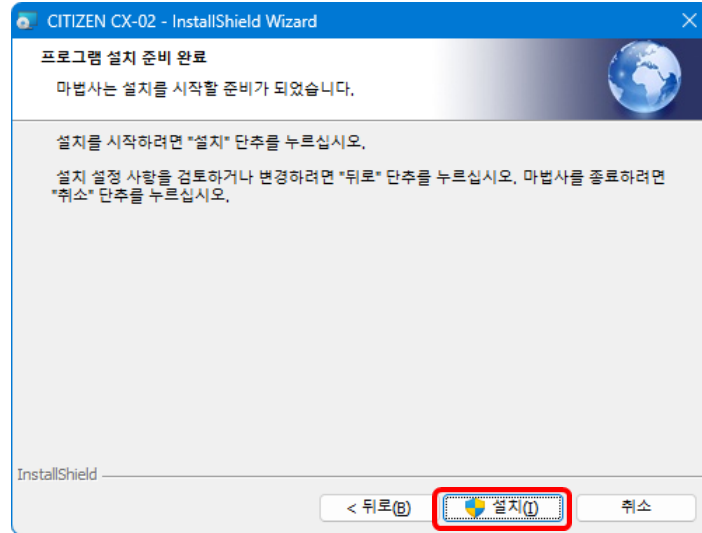 CITIZEN CX-02 - InstallShield Wizard
프로그램 설치 준비 완료
마법사는 설치를 시작할 준비가 되었습니다.
설치를 시작하려면 "설치" 단추를 누르십시오.
설치 설정 사항을 검토하거나 변경하려면 "뒤로" 단추를 누르십시오. 마법사를 종료하려면
"취소" 단추를 누르십시오.
InstallShield
< 뒤로(B) 설치(I) 취소